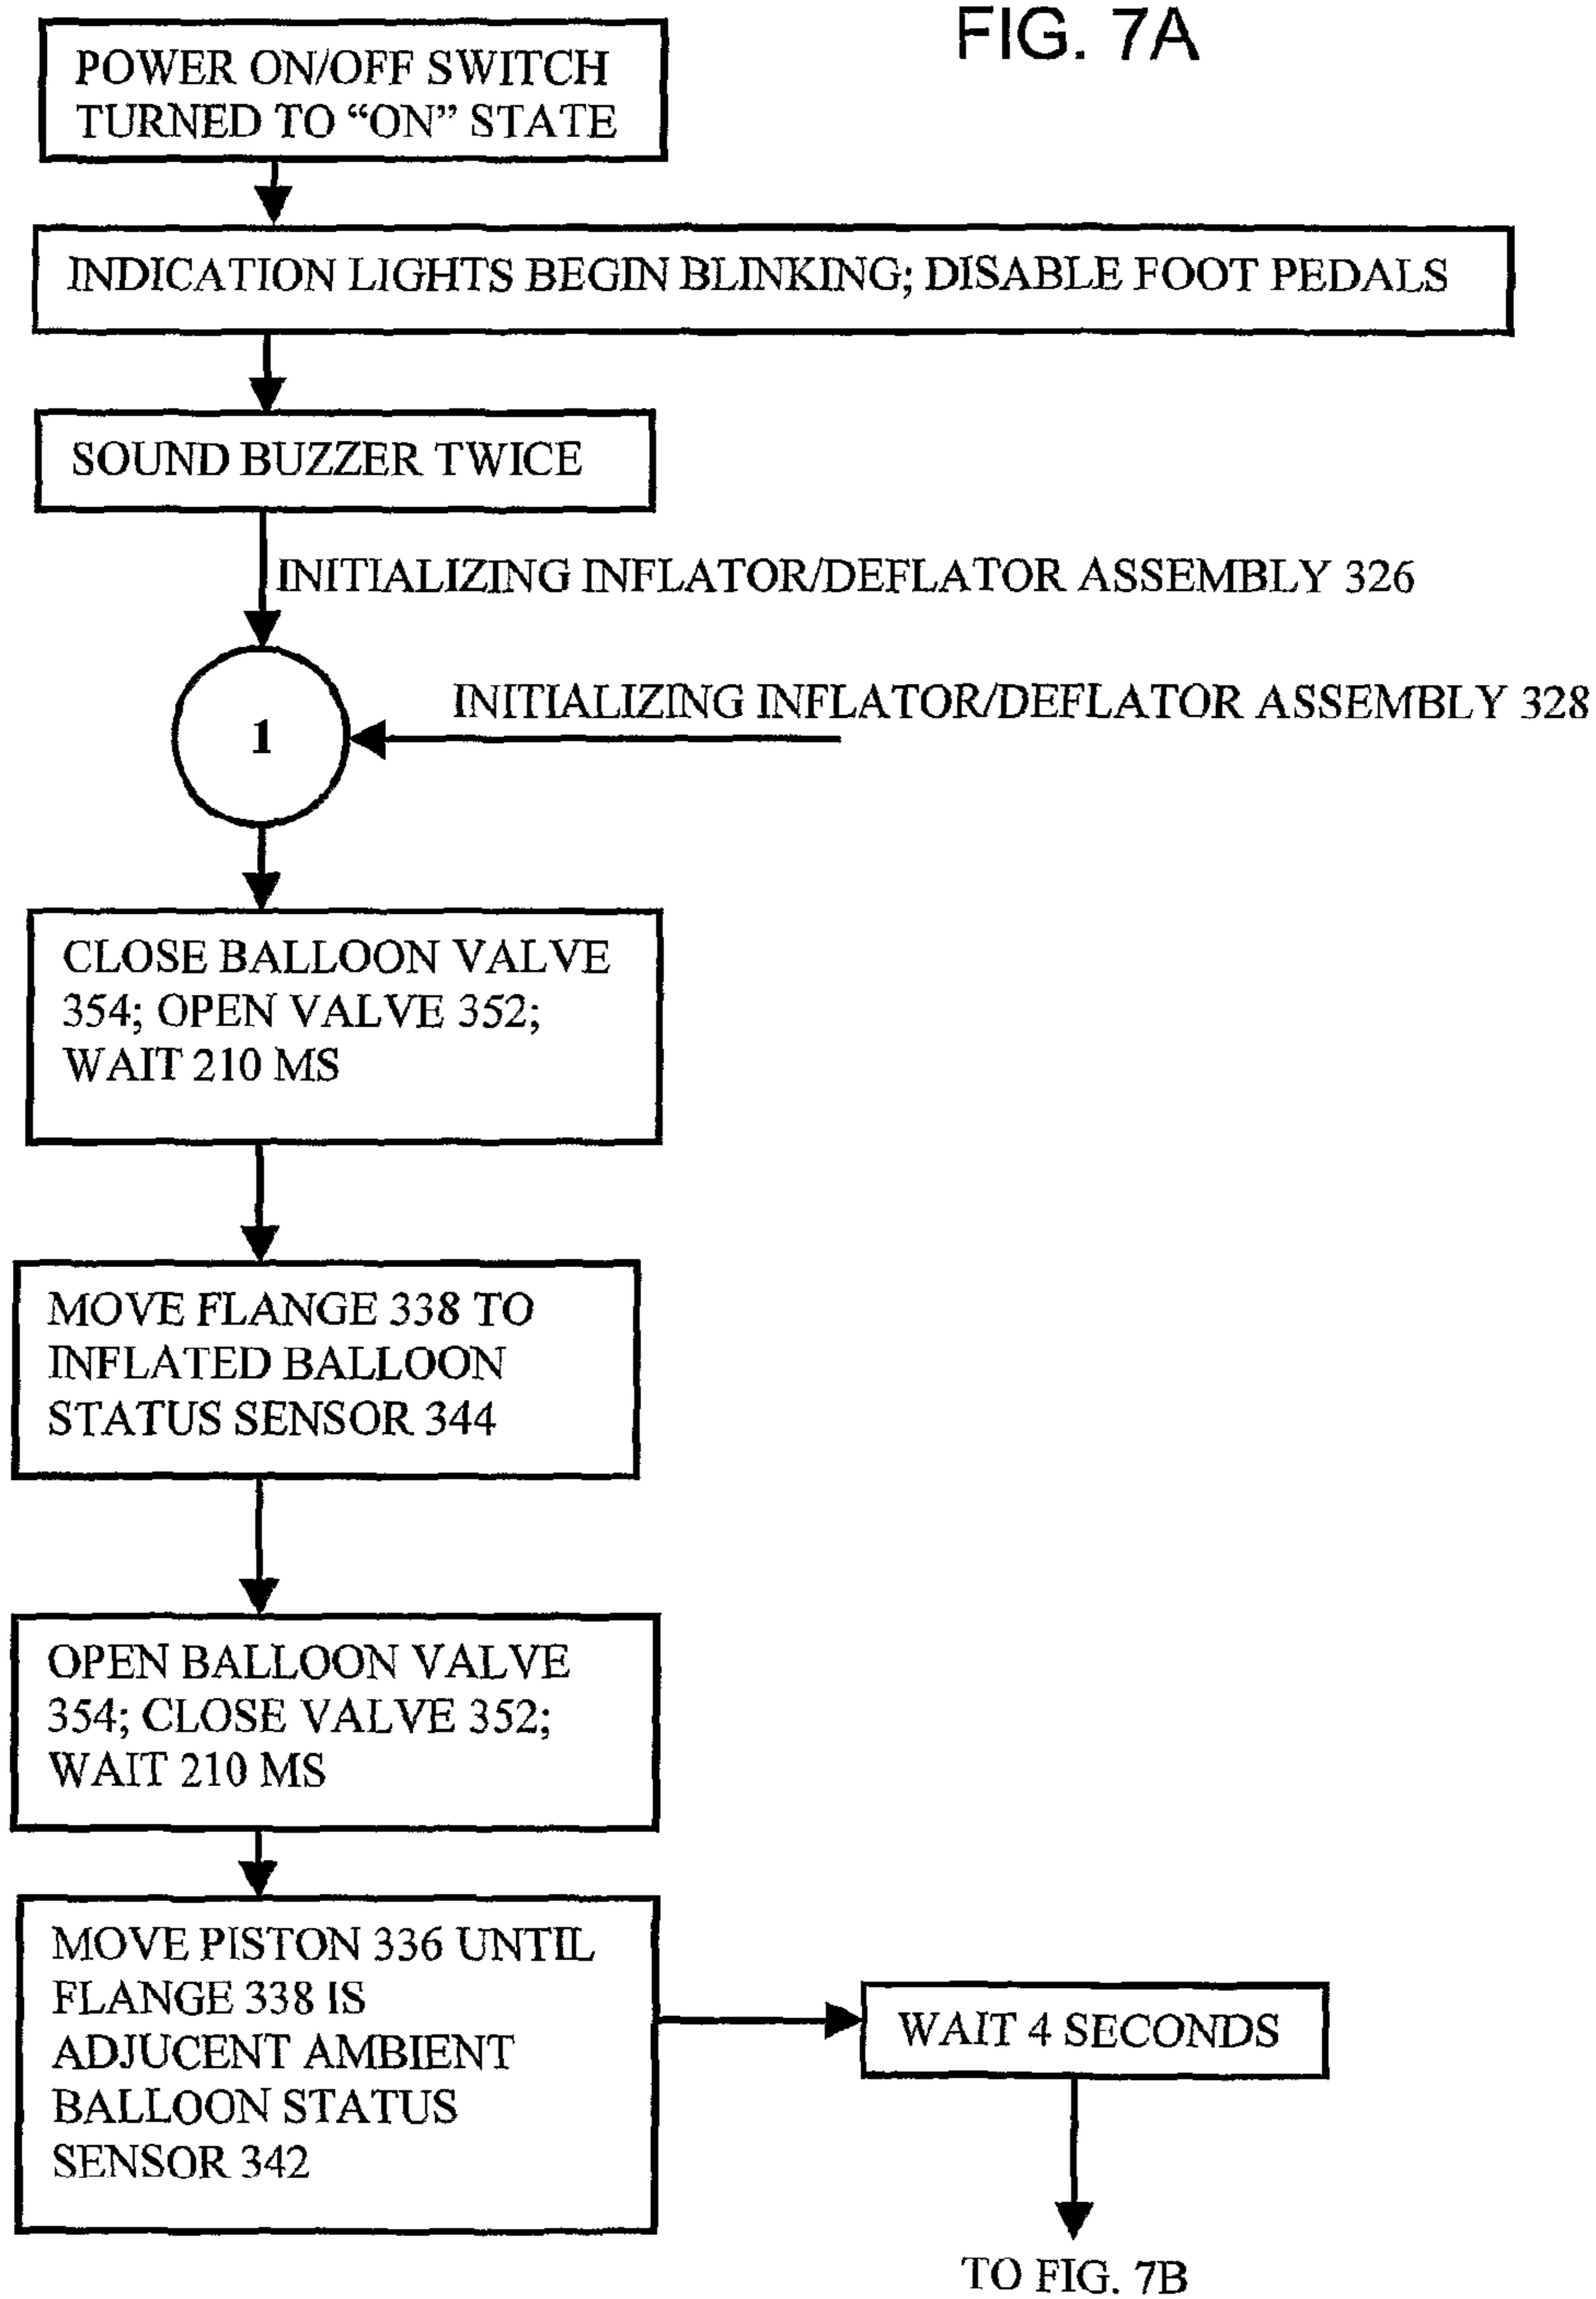 FIG. 7A
POWER ON/OFF SWITCH
TURNED TO “ON” STATE
INDICATION LIGHTS BEGIN BLINKING; DISABLE FOOT PEDALS
SOUND BUZZER TWICE
INITIALIZING INFLATOR/DEFLATOR ASSEMBLY 326
INITIALIZING INFLATOR/DEFLATOR ASSEMBLY 328
1
CLOSE BALLOON VALVE
354; OPEN VALVE 352;
WAIT 210 MS
MOVE FLANGE 338 TO
INFLATED BALLOON
STATUS SENSOR 344
OPEN BALLOON VALVE
354; CLOSE VALVE 352;
WAIT 210 MS
MOVE PISTON 336 UNTIL
FLANGE 338 IS
ADJUCENT AMBIENT
BALLOON STATUS
SENSOR 342
WAIT 4 SECONDS
TO FIG. 7B